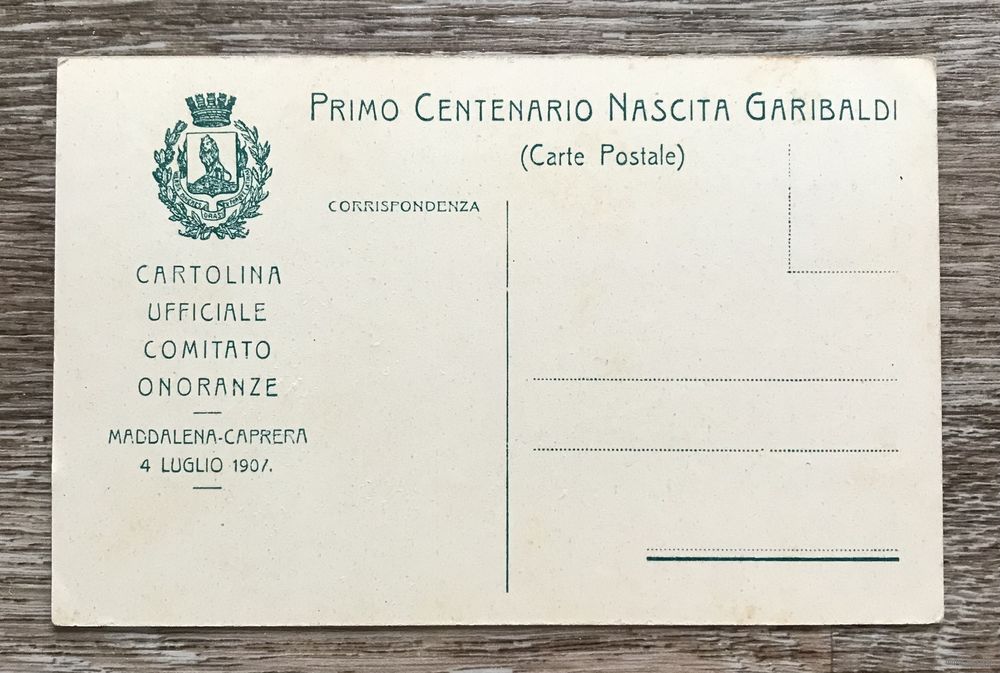 PRIMO CENTENARIO NASCITA GARIBALDI
(Carte Postale)
CORRISPONDENZA
CARTOLINA
UFFICIALE
COMITATO
ONORANZE
MADDALENA-CAPRERA
4 LUGLIO 1907.